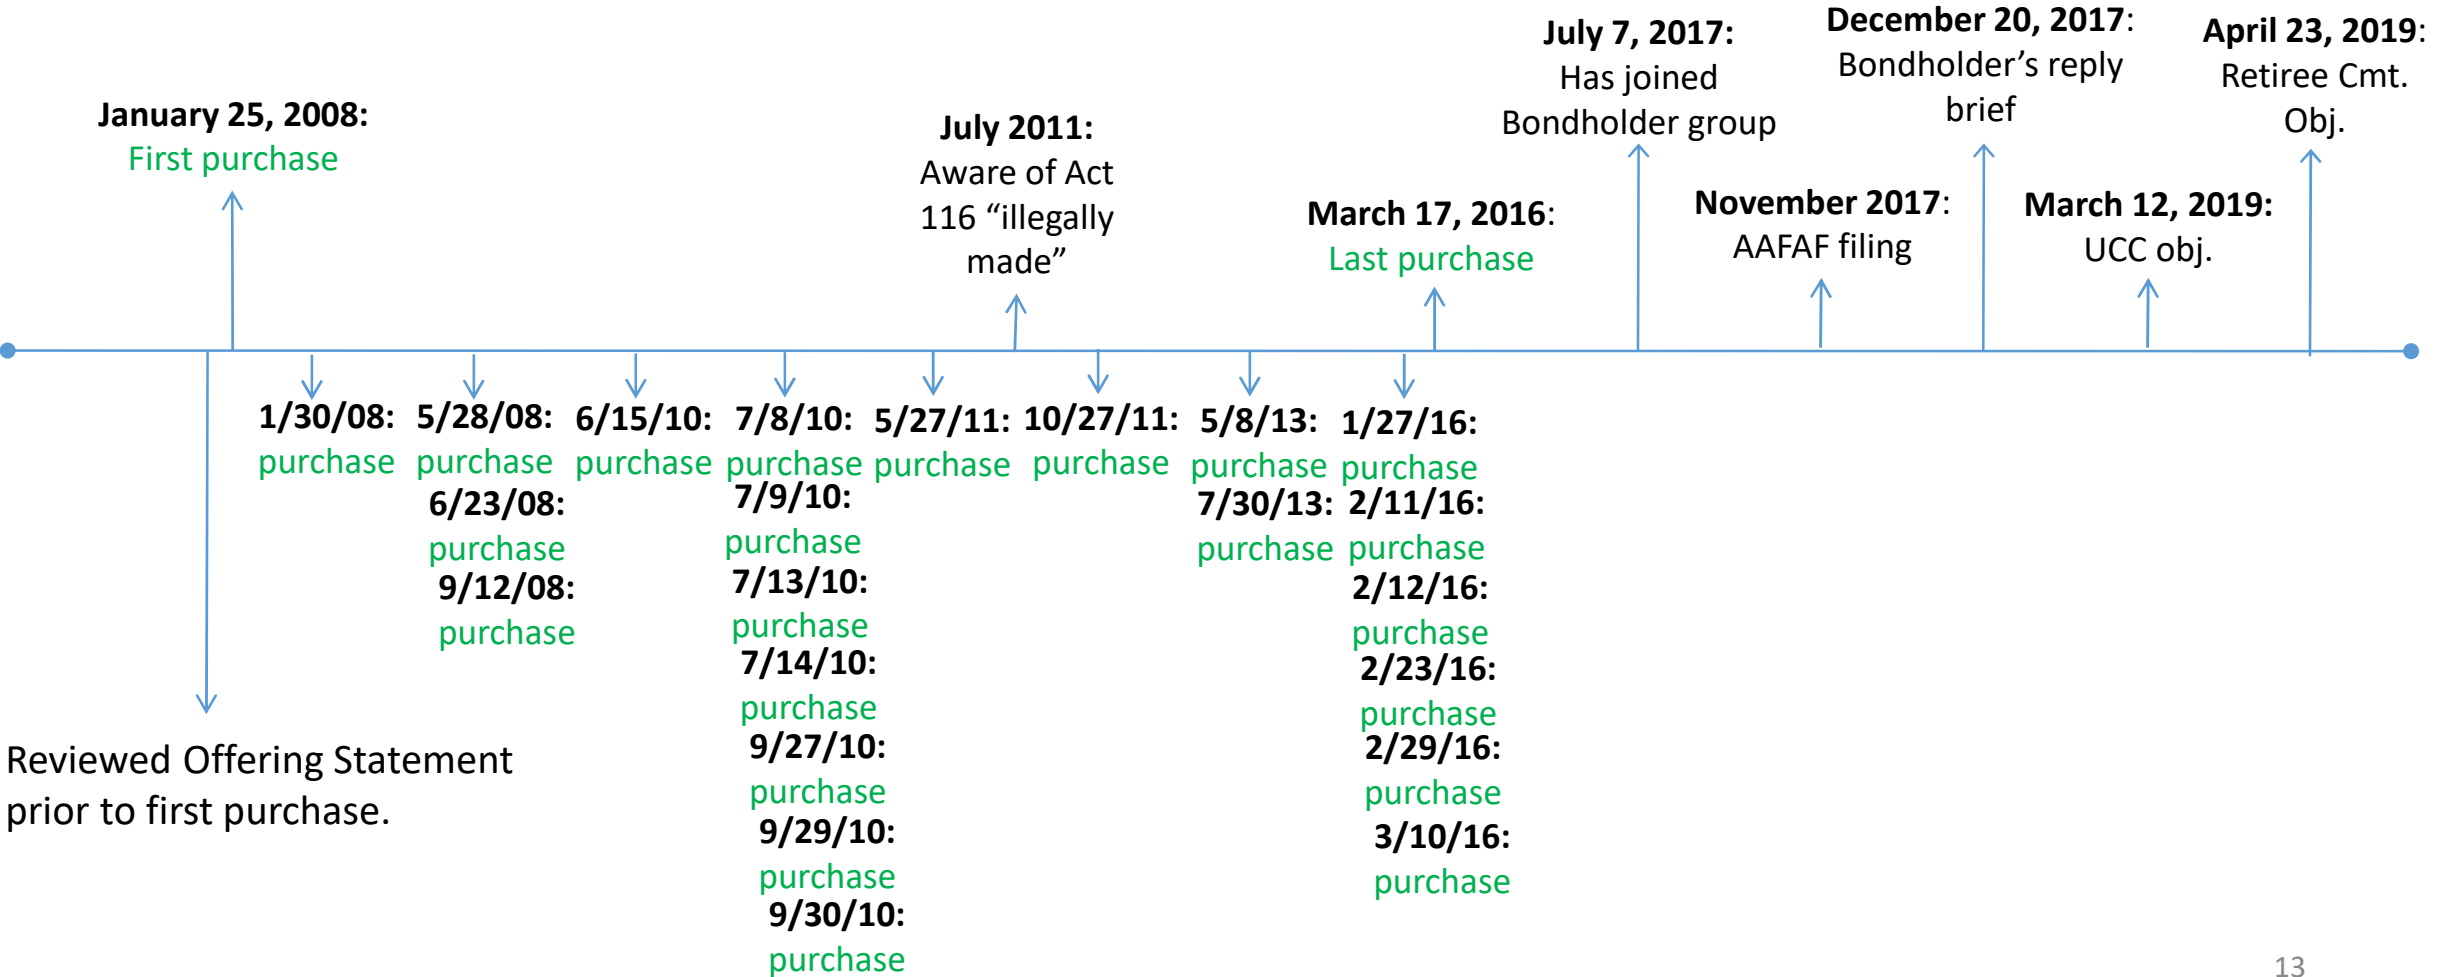 January 25, 2008:
First purchase
July 2011:
Aware of Act
116 “illegally
made”
March 17, 2016:
Last purchase
July 7, 2017:
Has joined
Bondholder group
November 2017:
AAFAF filing
December 20, 2017:
Bondholder’s reply
brief
March 12, 2019:
UCC obj.
April 23, 2019:
Retiree Cmt.
Obj.
1/30/08:
purchase
5/28/08:
purchase
6/23/08:
purchase
9/12/08:
purchase
6/15/10:
purchase
7/8/10:
purchase
7/9/10:
purchase
7/13/10:
purchase
7/14/10:
purchase
9/27/10:
purchase
9/29/10:
purchase
9/30/10:
purchase
5/27/11:
purchase
10/27/11:
purchase
5/8/13:
purchase
7/30/13:
purchase
1/27/16:
purchase
2/11/16:
purchase
2/12/16:
purchase
2/23/16:
purchase
2/29/16:
purchase
3/10/16:
purchase
Reviewed Offering Statement
prior to first purchase.
13